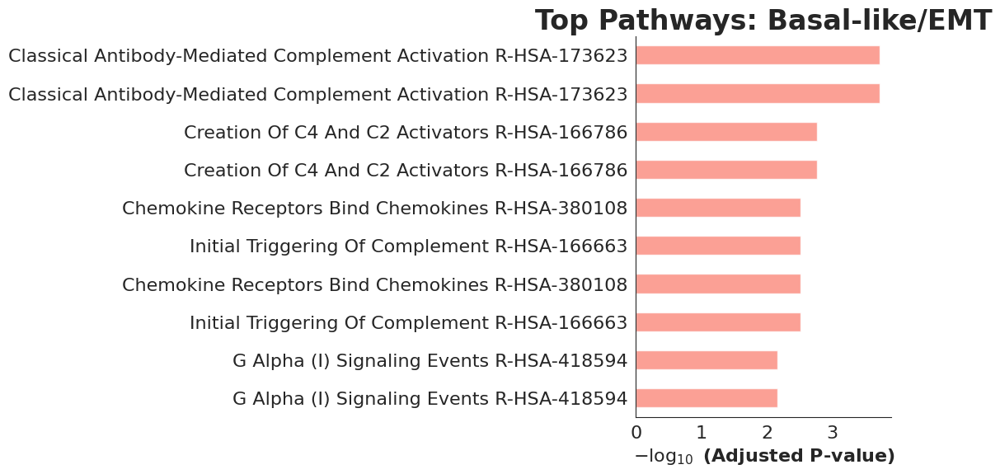 Top Pathways: Basal-like/EMT
Classical Antibody-Mediated Complement Activation R-HSA-173623
Classical Antibody-Mediated Complement Activation R-HSA-173623
Creation Of C4 And C2 Activators R-HSA-166786
Creation Of C4 And C2 Activators R-HSA-166786
Chemokine Receptors Bind Chemokines R-HSA-380108
Initial Triggering Of Complement R-HSA-166663
Chemokine Receptors Bind Chemokines R-HSA-380108
Initial Triggering Of Complement R-HSA-166663
G Alpha (I) Signaling Events R-HSA-418594
G Alpha (I) Signaling Events R-HSA-418594
0 1 2 3
−log₁₀ (Adjusted P-value)